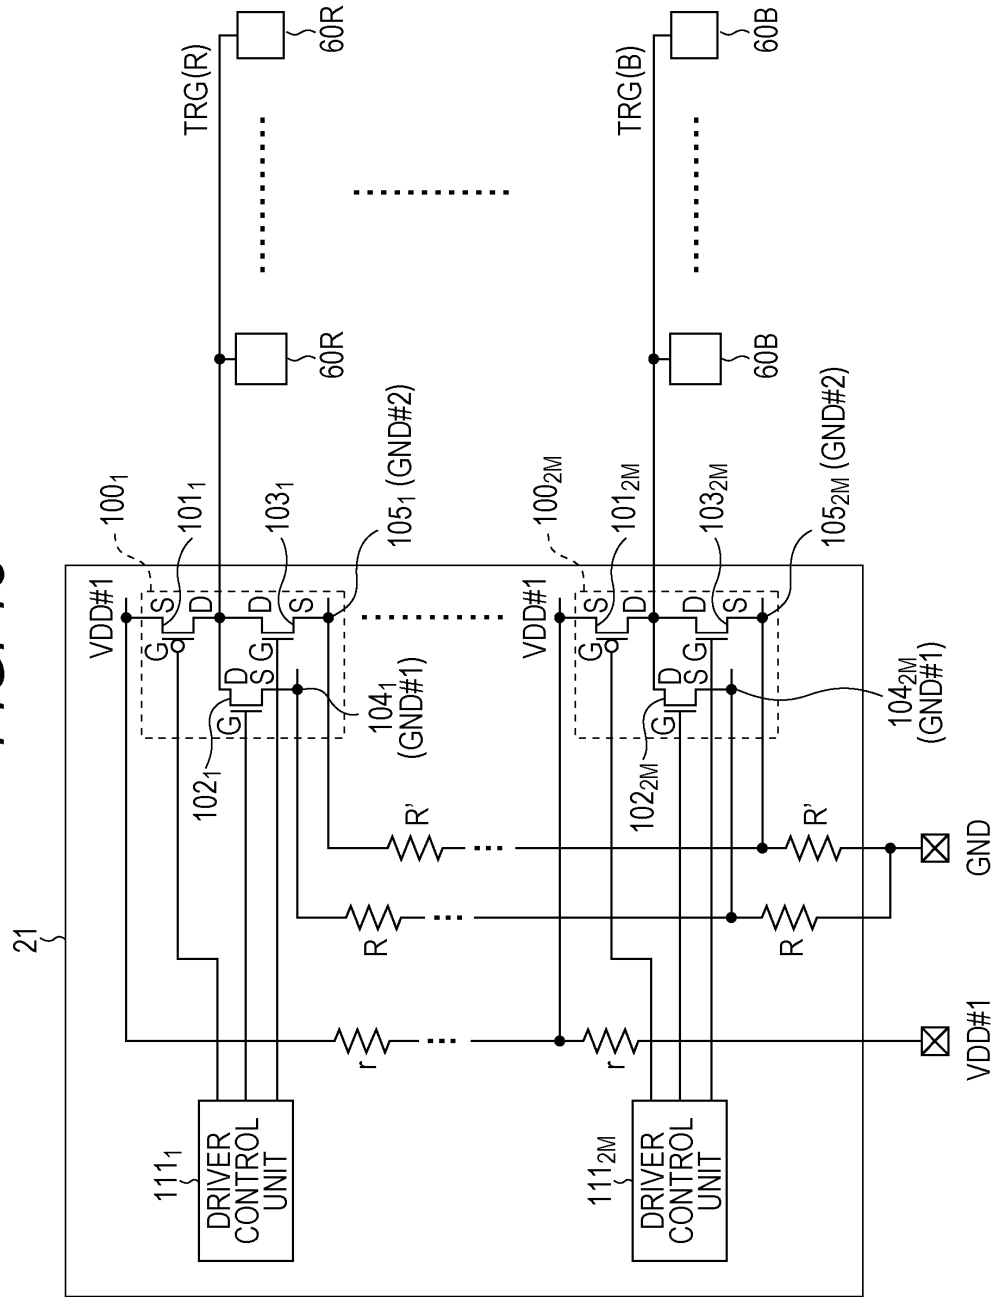 21
111₁
DRIVER
CONTROL
UNIT
VDD#1
100₁
101₁
103₁
105₁ (GND#2)
102₁
104₁
(GND#1)
G
S
D
G
D
S
G
D
S
TRG(R)
60R
60R
r
R
R'
111₂M
DRIVER
CONTROL
UNIT
VDD#1
100₂M
101₂M
103₂M
105₂M (GND#2)
102₂M
104₂M
(GND#1)
G
S
D
G
D
S
G
D
S
TRG(B)
60B
60B
r
R
R'
VDD#1
GND